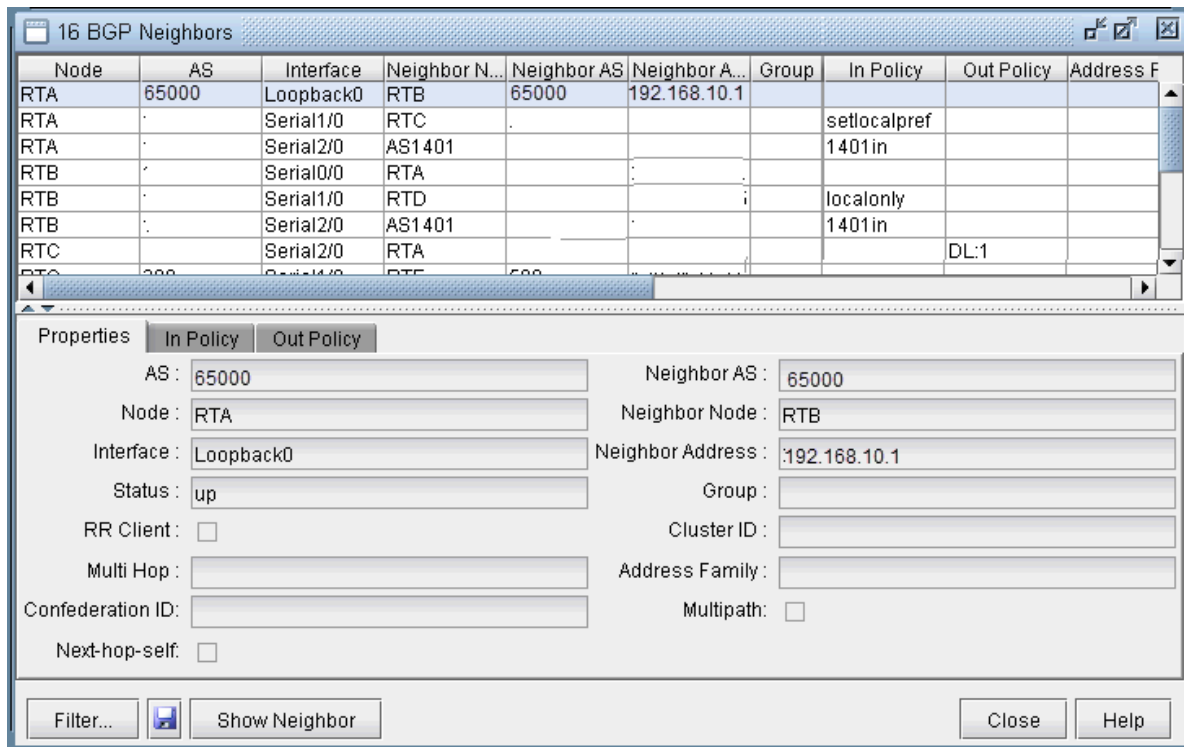 16 BGP Neighbors
Node AS Interface Neighbor N... Neighbor AS Neighbor A... Group In Policy Out Policy Address F
RTA 65000 Loopback0 RTB 65000 192.168.10.1
RTA Serial1/0 RTC setlocalpref
RTA Serial2/0 AS1401 1401in
RTB Serial0/0 RTA
RTB Serial1/0 RTD localonly
RTB Serial2/0 AS1401 1401in
RTC Serial2/0 RTA DL:1
Properties In Policy Out Policy
AS : 65000 Neighbor AS : 65000
Node : RTA Neighbor Node : RTB
Interface : Loopback0 Neighbor Address : 192.168.10.1
Status : up Group :
RR Client : Cluster ID :
Multi Hop : Address Family :
Confederation ID: Multipath:
Next-hop-self:
Filter... Show Neighbor Close Help